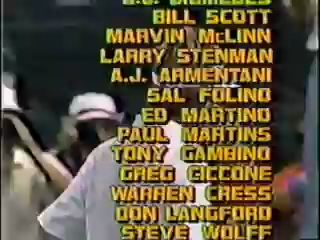 BILL SCOTT
MARVIN McLINN
LARRY STENMAN
A.J. ARMENTANI
SAL FOLINO
ED MARTINO
PAUL MARTINS
TONY GAMBINO
GREG CICCONE
WARREN CRESS
DON LANGFORD
STEVE WOLFF